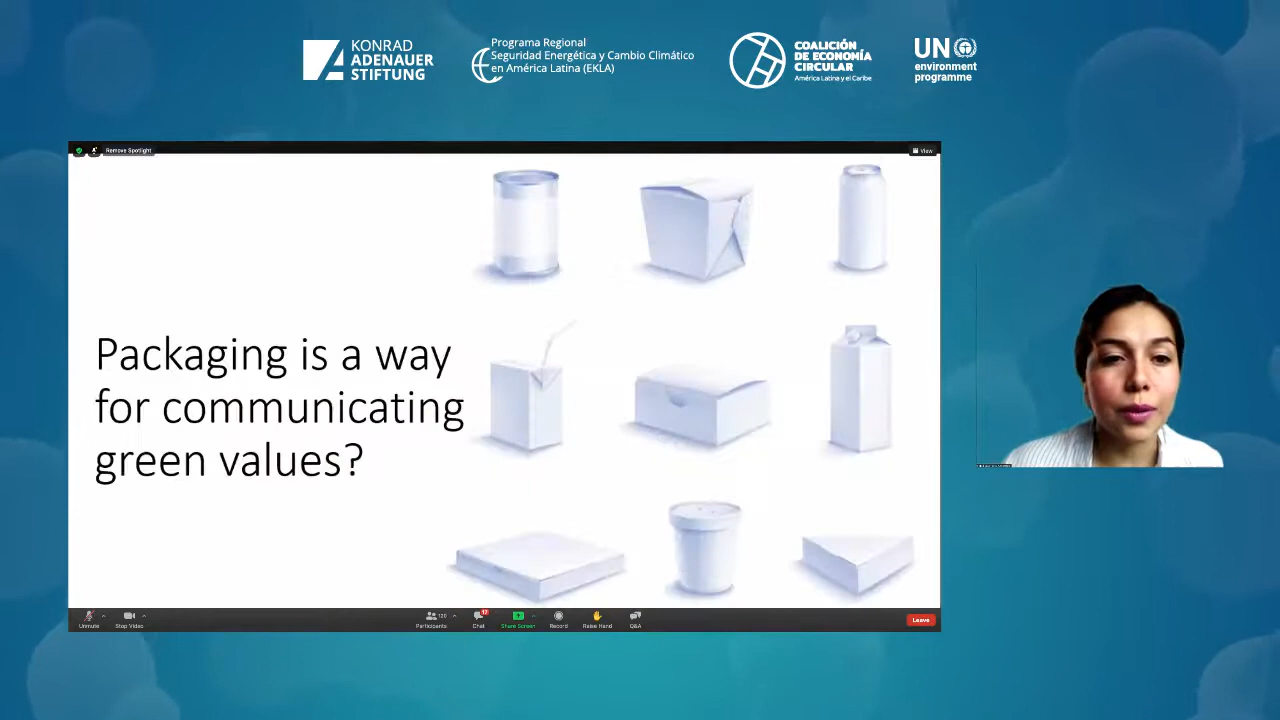 KONRAD
ADENAUER
STIFTUNG
Programa Regional
Seguridad Energética y Cambio Climático
en América Latina (EKLA)
COALICIÓN
DE ECONOMÍA
CIRCULAR
América Latina y el Caribe
UN
environment
programme
Remove Spotlight
View
Packaging is a way
for communicating
green values?
Unmute
Stop Video
120
Participants
17
Chat
Share Screen
Record
Raise Hand
Q&A
Leave